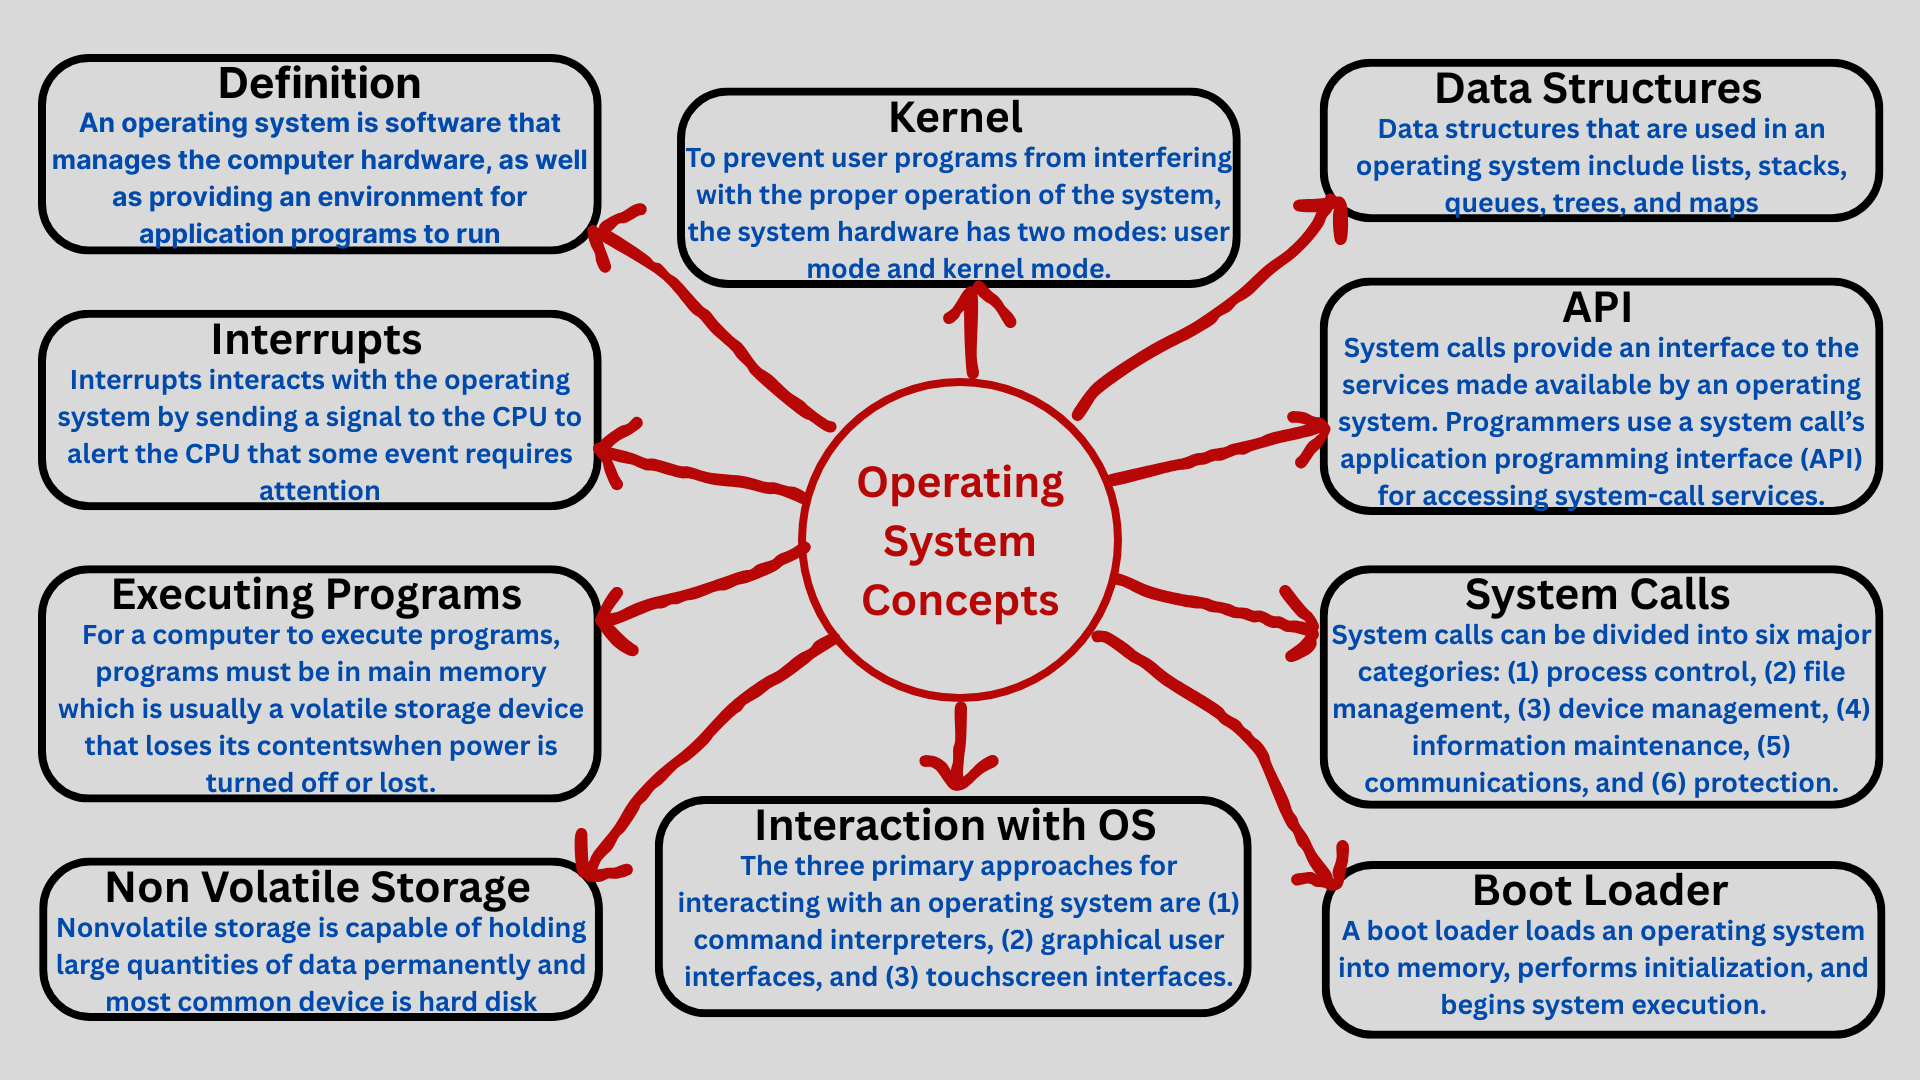 Definition
An operating system is software that
manages the computer hardware, as well
as providing an environment for
application programs to run
Kernel
To prevent user programs from interfering
with the proper operation of the system,
the system hardware has two modes: user
mode and kernel mode.
Data Structures
Data structures that are used in an
operating system include lists, stacks,
queues, trees, and maps
Interrupts
Interrupts interacts with the operating
system by sending a signal to the CPU to
alert the CPU that some event requires
attention
API
System calls provide an interface to the
services made available by an operating
system. Programmers use a system call’s
application programming interface (API)
for accessing system-call services.
Operating
System
Concepts
Executing Programs
For a computer to execute programs,
programs must be in main memory
which is usually a volatile storage device
that loses its contentswhen power is
turned off or lost.
System Calls
System calls can be divided into six major
categories: (1) process control, (2) file
management, (3) device management, (4)
information maintenance, (5)
communications, and (6) protection.
Non Volatile Storage
Nonvolatile storage is capable of holding
large quantities of data permanently and
most common device is hard disk
Interaction with OS
The three primary approaches for
interacting with an operating system are (1)
command interpreters, (2) graphical user
interfaces, and (3) touchscreen interfaces.
Boot Loader
A boot loader loads an operating system
into memory, performs initialization, and
begins system execution.